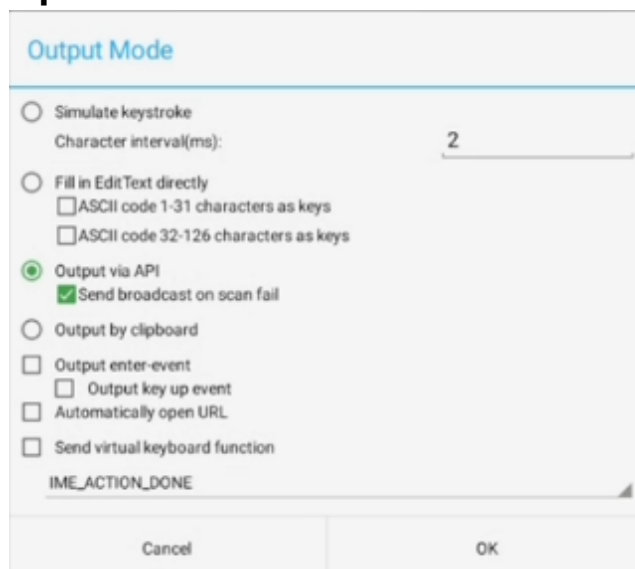 Output Mode
Simulate keystroke
Character interval(ms): 2
Fill in EditText directly
ASCII code 1-31 characters as keys
ASCII code 32-126 characters as keys
Output via API
Send broadcast on scan fail
Output by clipboard
Output enter-event
Output key up event
Automatically open URL
Send virtual keyboard function
IME_ACTION_DONE
Cancel OK